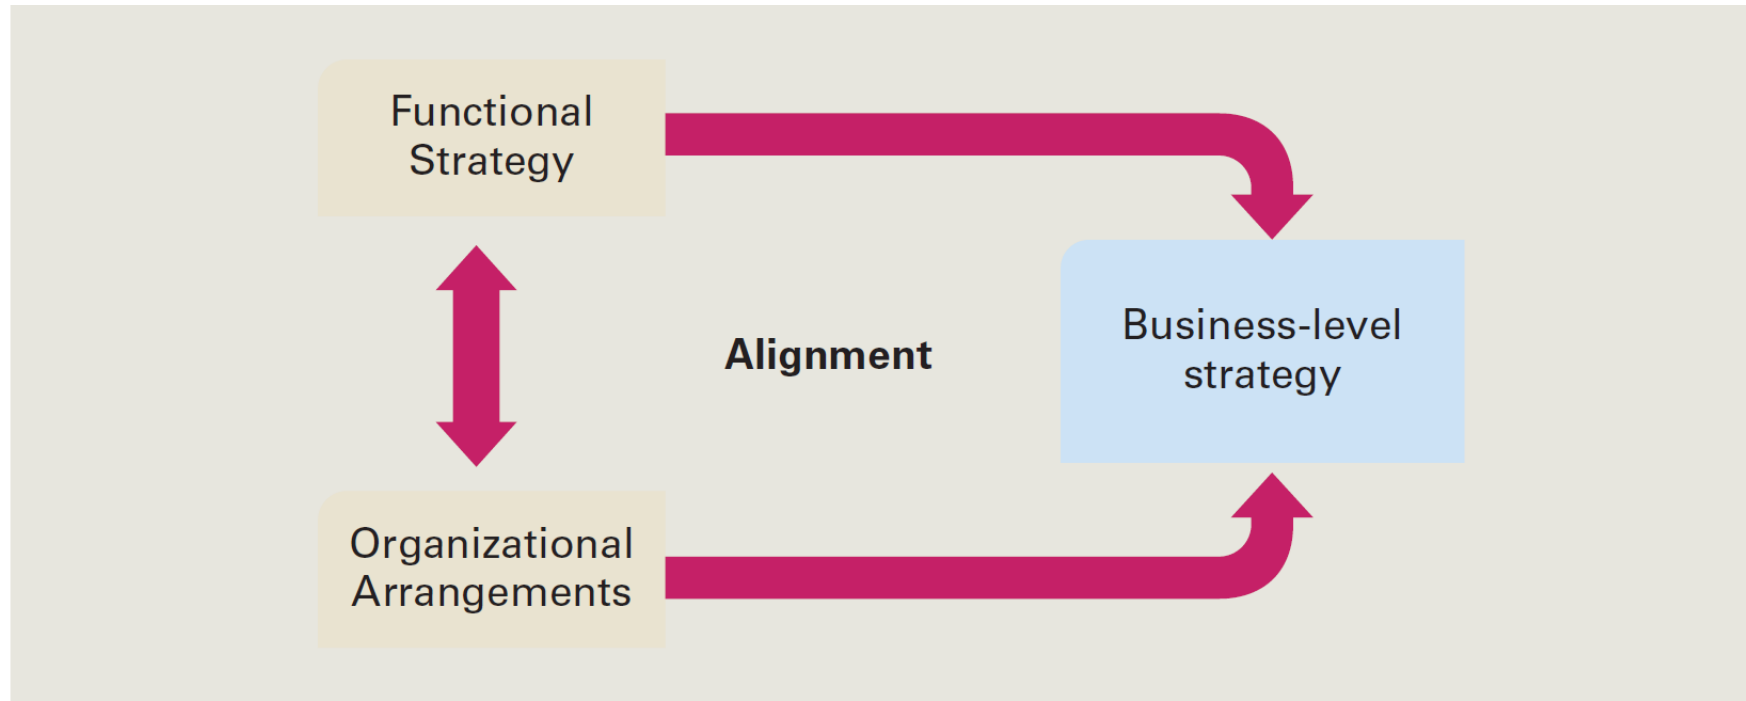 Functional
Strategy
Alignment
Business-level
strategy
Organizational
Arrangements